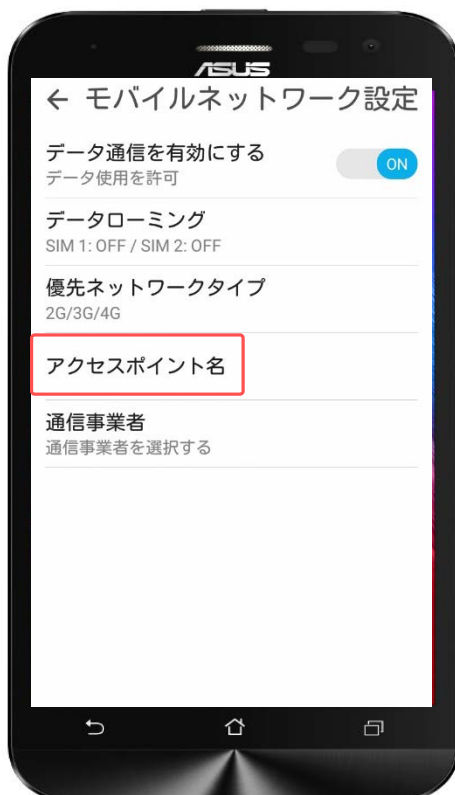 ASUS
← モバイルネットワーク設定
データ通信を有効にする
データ使用を許可
ON
データローミング
SIM 1: OFF / SIM 2: OFF
優先ネットワークタイプ
2G/3G/4G
アクセスポイント名
通信事業者
通信事業者を選択する